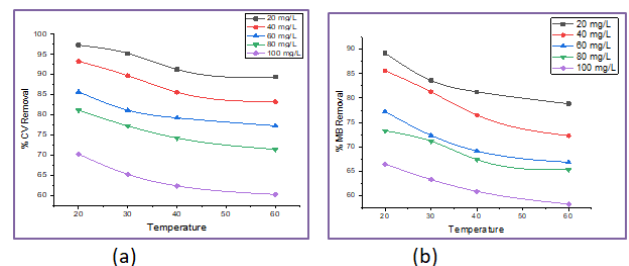 100
95
90
85
80
75
70
65
60
% CV Removal
20 30 40 50 60
Temperature
20 mg/L
40 mg/L
60 mg/L
80 mg/L
100 mg/L
(a)
90
85
80
75
70
65
60
% MB Removal
20 30 40 50 60
Temperature
20 mg/L
40 mg/L
60 mg/L
80 mg/L
100 mg/L
(b)